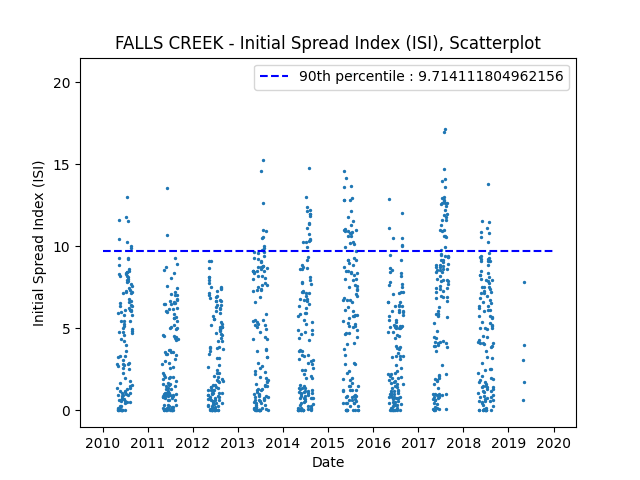 FALLS CREEK - Initial Spread Index (ISI), Scatterplot
90th percentile : 9.714111804962156
20
15
10
5
0
Initial Spread Index (ISI)
2010 2011 2012 2013 2014 2015 2016 2017 2018 2019 2020
Date